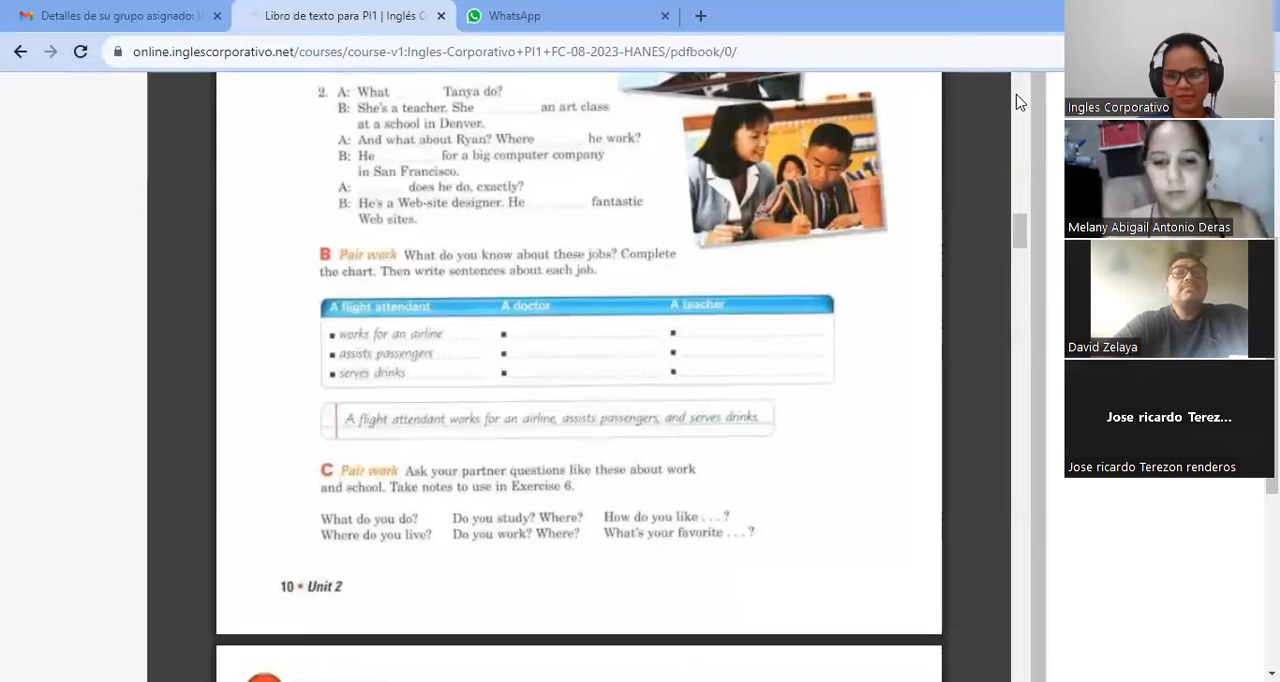 Detalles de su grupo asignado:
Libro de texto para PI1 | Inglés C
WhatsApp
online.inglescorporativo.net/courses/course-v1:Ingles-Corporativo+PI1+FC-08-2023-HANES/pdfbook/0/
2. A: What ______ Tanya do?
B: She's a teacher. She ______ an art class
at a school in Denver.
A: And what about Ryan? Where ______ he work?
B: He ______ for a big computer company
in San Francisco.
A: ______ does he do, exactly?
B: He's a Web-site designer. He ______ fantastic
Web sites.
B Pair work What do you know about these jobs? Complete
the chart. Then write sentences about each job.
A flight attendant A doctor A teacher
▪ works for an airline ▪ ▪
▪ assists passengers ▪ ▪
▪ serves drinks ▪ ▪
A flight attendant works for an airline, assists passengers, and serves drinks.
C Pair work Ask your partner questions like these about work
and school. Take notes to use in Exercise 6.
What do you do? Do you study? Where? How do you like . . . ?
Where do you live? Do you work? Where? What's your favorite . . . ?
10 • Unit 2
Ingles Corporativo
Melany Abigail Antonio Deras
David Zelaya
Jose ricardo Terez...
Jose ricardo Terezon renderos